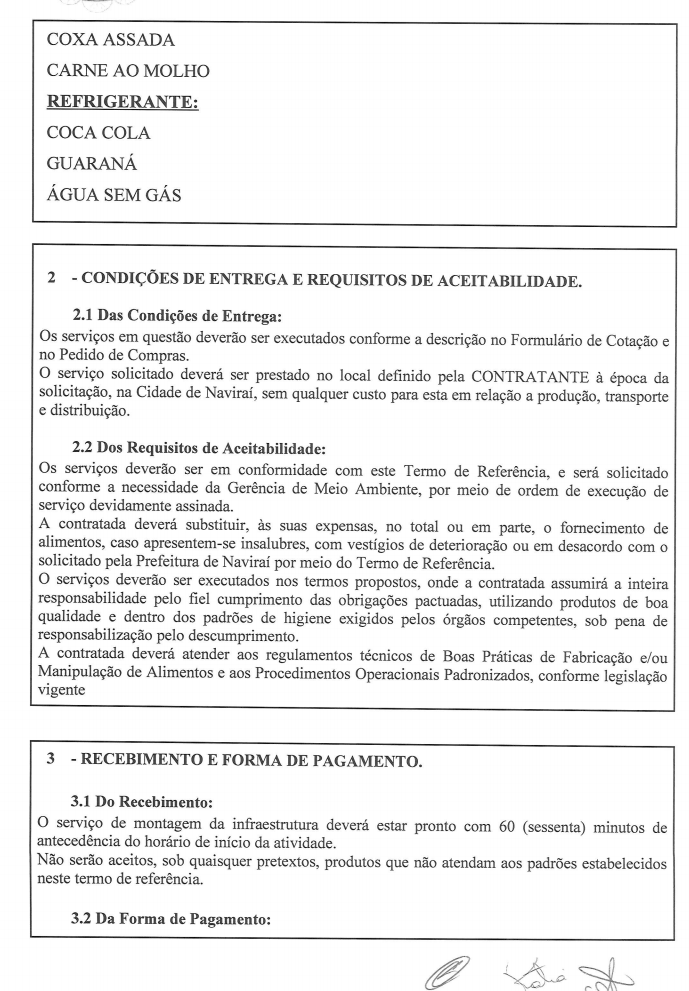 COXA ASSADA
CARNE AO MOLHO
REFRIGERANTE:
COCA COLA
GUARANÁ
ÁGUA SEM GÁS
2 - CONDIÇÕES DE ENTREGA E REQUISITOS DE ACEITABILIDADE.
2.1 Das Condições de Entrega:
Os serviços em questão deverão ser executados conforme a descrição no Formulário de Cotação e
no Pedido de Compras.
O serviço solicitado deverá ser prestado no local definido pela CONTRATANTE à época da
solicitação, na Cidade de Naviraí, sem qualquer custo para esta em relação a produção, transporte
e distribuição.
2.2 Dos Requisitos de Aceitabilidade:
Os serviços deverão ser em conformidade com este Termo de Referência, e será solicitado
conforme a necessidade da Gerência de Meio Ambiente, por meio de ordem de execução de
serviço devidamente assinada.
A contratada deverá substituir, às suas expensas, no total ou em parte, o fornecimento de
alimentos, caso apresentem-se insalubres, com vestígios de deterioração ou em desacordo com o
solicitado pela Prefeitura de Naviraí por meio do Termo de Referência.
O serviços deverão ser executados nos termos propostos, onde a contratada assumirá a inteira
responsabilidade pelo fiel cumprimento das obrigações pactuadas, utilizando produtos de boa
qualidade e dentro dos padrões de higiene exigidos pelos órgãos competentes, sob pena de
responsabilização pelo descumprimento.
A contratada deverá atender aos regulamentos técnicos de Boas Práticas de Fabricação e/ou
Manipulação de Alimentos e aos Procedimentos Operacionais Padronizados, conforme legislação
vigente
3 - RECEBIMENTO E FORMA DE PAGAMENTO.
3.1 Do Recebimento:
O serviço de montagem da infraestrutura deverá estar pronto com 60 (sessenta) minutos de
antecedência do horário de início da atividade.
Não serão aceitos, sob quaisquer pretextos, produtos que não atendam aos padrões estabelecidos
neste termo de referência.
3.2 Da Forma de Pagamento: